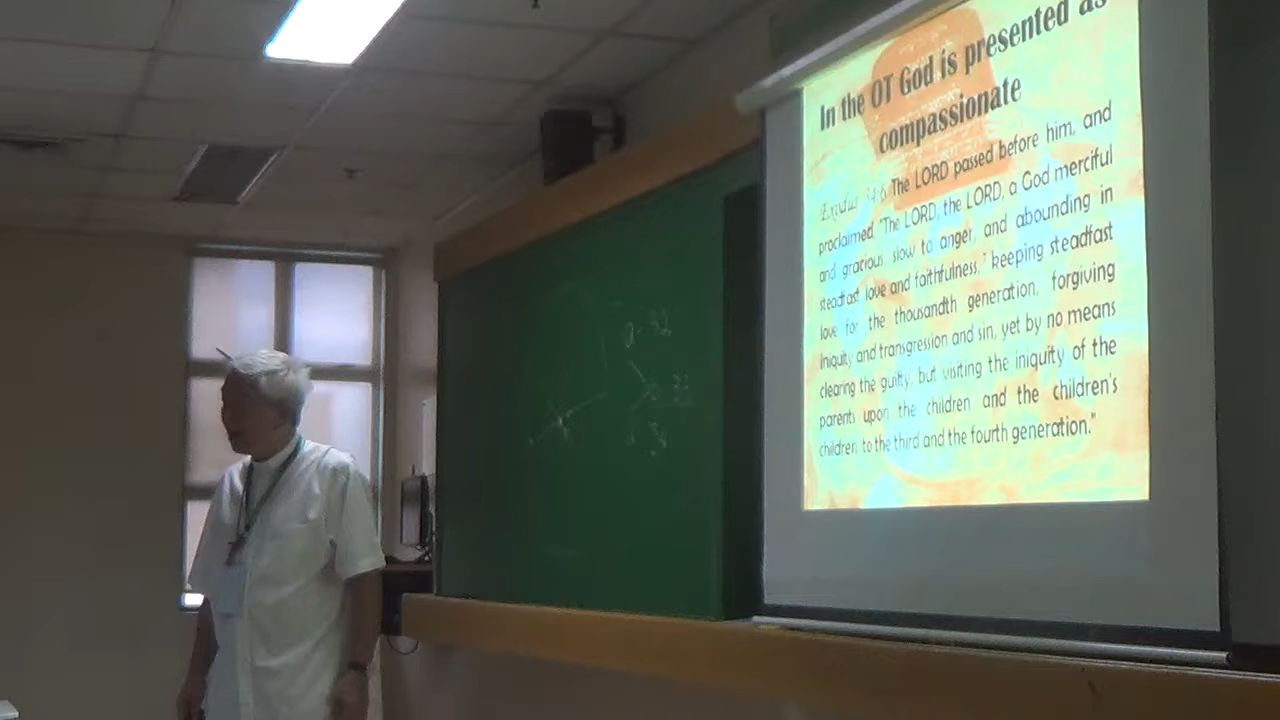 In the OT God is presented as
compassionate
Exodus 34:6 The LORD passed before him, and
proclaimed, "The LORD, the LORD, a God merciful
and gracious, slow to anger, and abounding in
steadfast love and faithfulness, 7 keeping steadfast
love for the thousandth generation, forgiving
iniquity and transgression and sin, yet by no means
clearing the guilty, but visiting the iniquity of the
parents upon the children and the children's
children, to the third and the fourth generation."